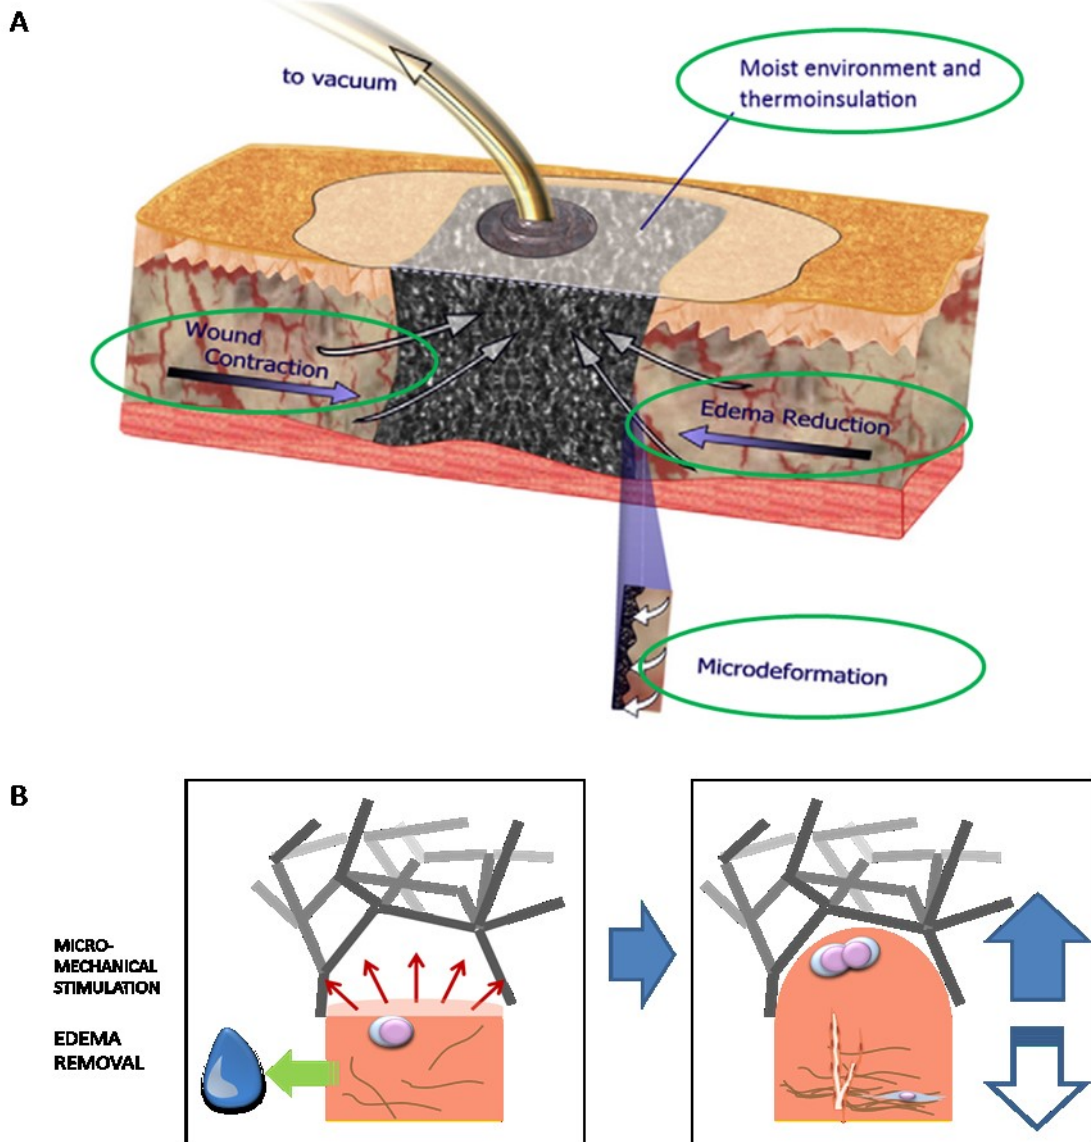 A
to vacuum
Moist environment and
thermoinsulation
Wound
Contraction
Edema Reduction
Microdeformation
B
MICRO-
MECHANICAL
STIMULATION
EDEMA
REMOVAL